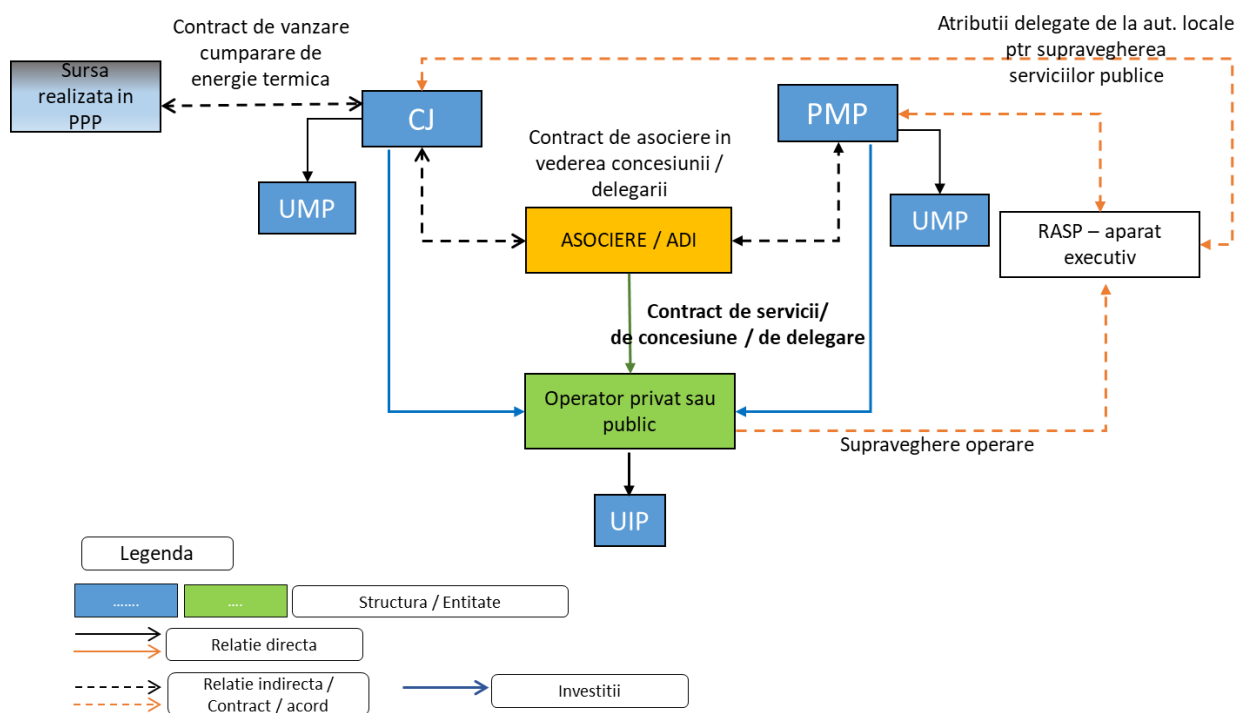 Contract de vanzare
cumparare de
energie termica
Atributii delegate de la aut. locale
ptr supravegherea
serviciilor publice
Sursa
realizata in
PPP
CJ
PMP
Contract de asociere in
vederea concesiunii /
delegarii
UMP
UMP
ASOCIERE / ADI
RASP – aparat
executiv
Contract de servicii/
de concesiune / de delegare
Operator privat sau
public
Supraveghere operare
UIP
Legenda
.......
....
Structura / Entitate
Relatie directa
Relatie indirecta /
Contract / acord
Investitii